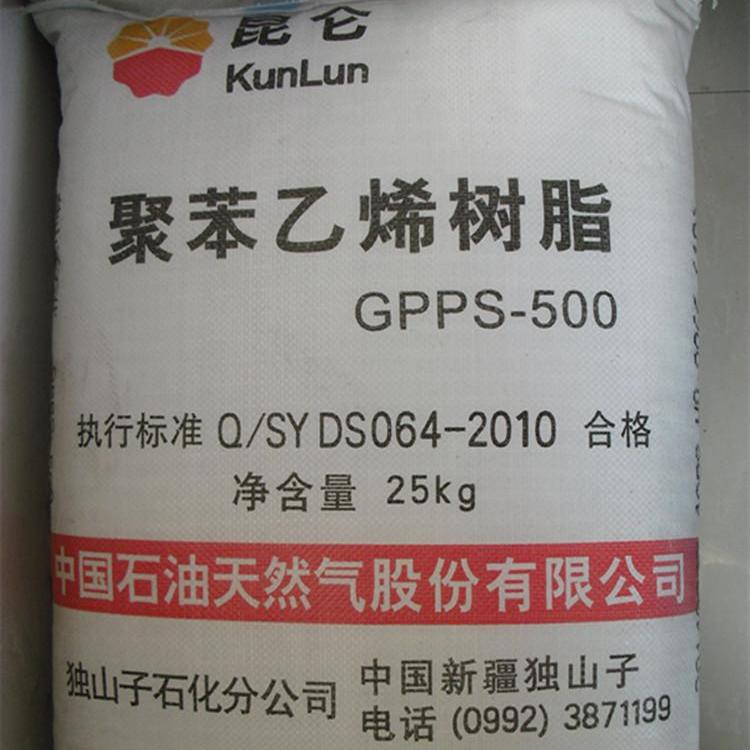 昆仑
KunLun
聚苯乙烯树脂
GPPS-500
执行标准 Q/SY DS064-2010 合格
净含量 25kg
中国石油天然气股份有限公司
独山子石化分公司
中国新疆独山子
电话 (0992) 3871199